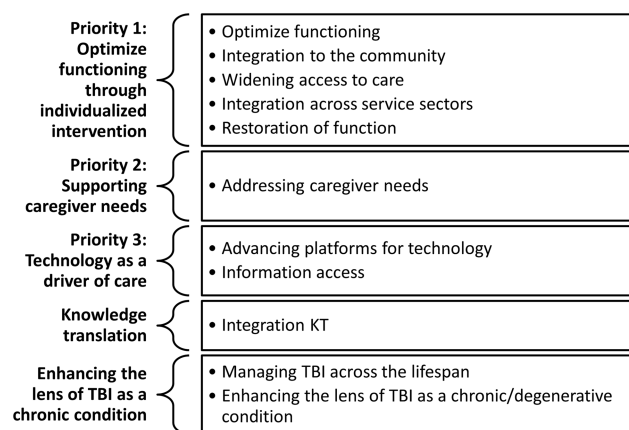 Priority 1:
Optimize
functioning
through
individualized
intervention
• Optimize functioning
• Integration to the community
• Widening access to care
• Integration across service sectors
• Restoration of function
Priority 2:
Supporting
caregiver needs
• Addressing caregiver needs
Priority 3:
Technology as a
driver of care
• Advancing platforms for technology
• Information access
Knowledge
translation
• Integration KT
Enhancing the
lens of TBI as a
chronic condition
• Managing TBI across the lifespan
• Enhancing the lens of TBI as a chronic/degenerative
condition